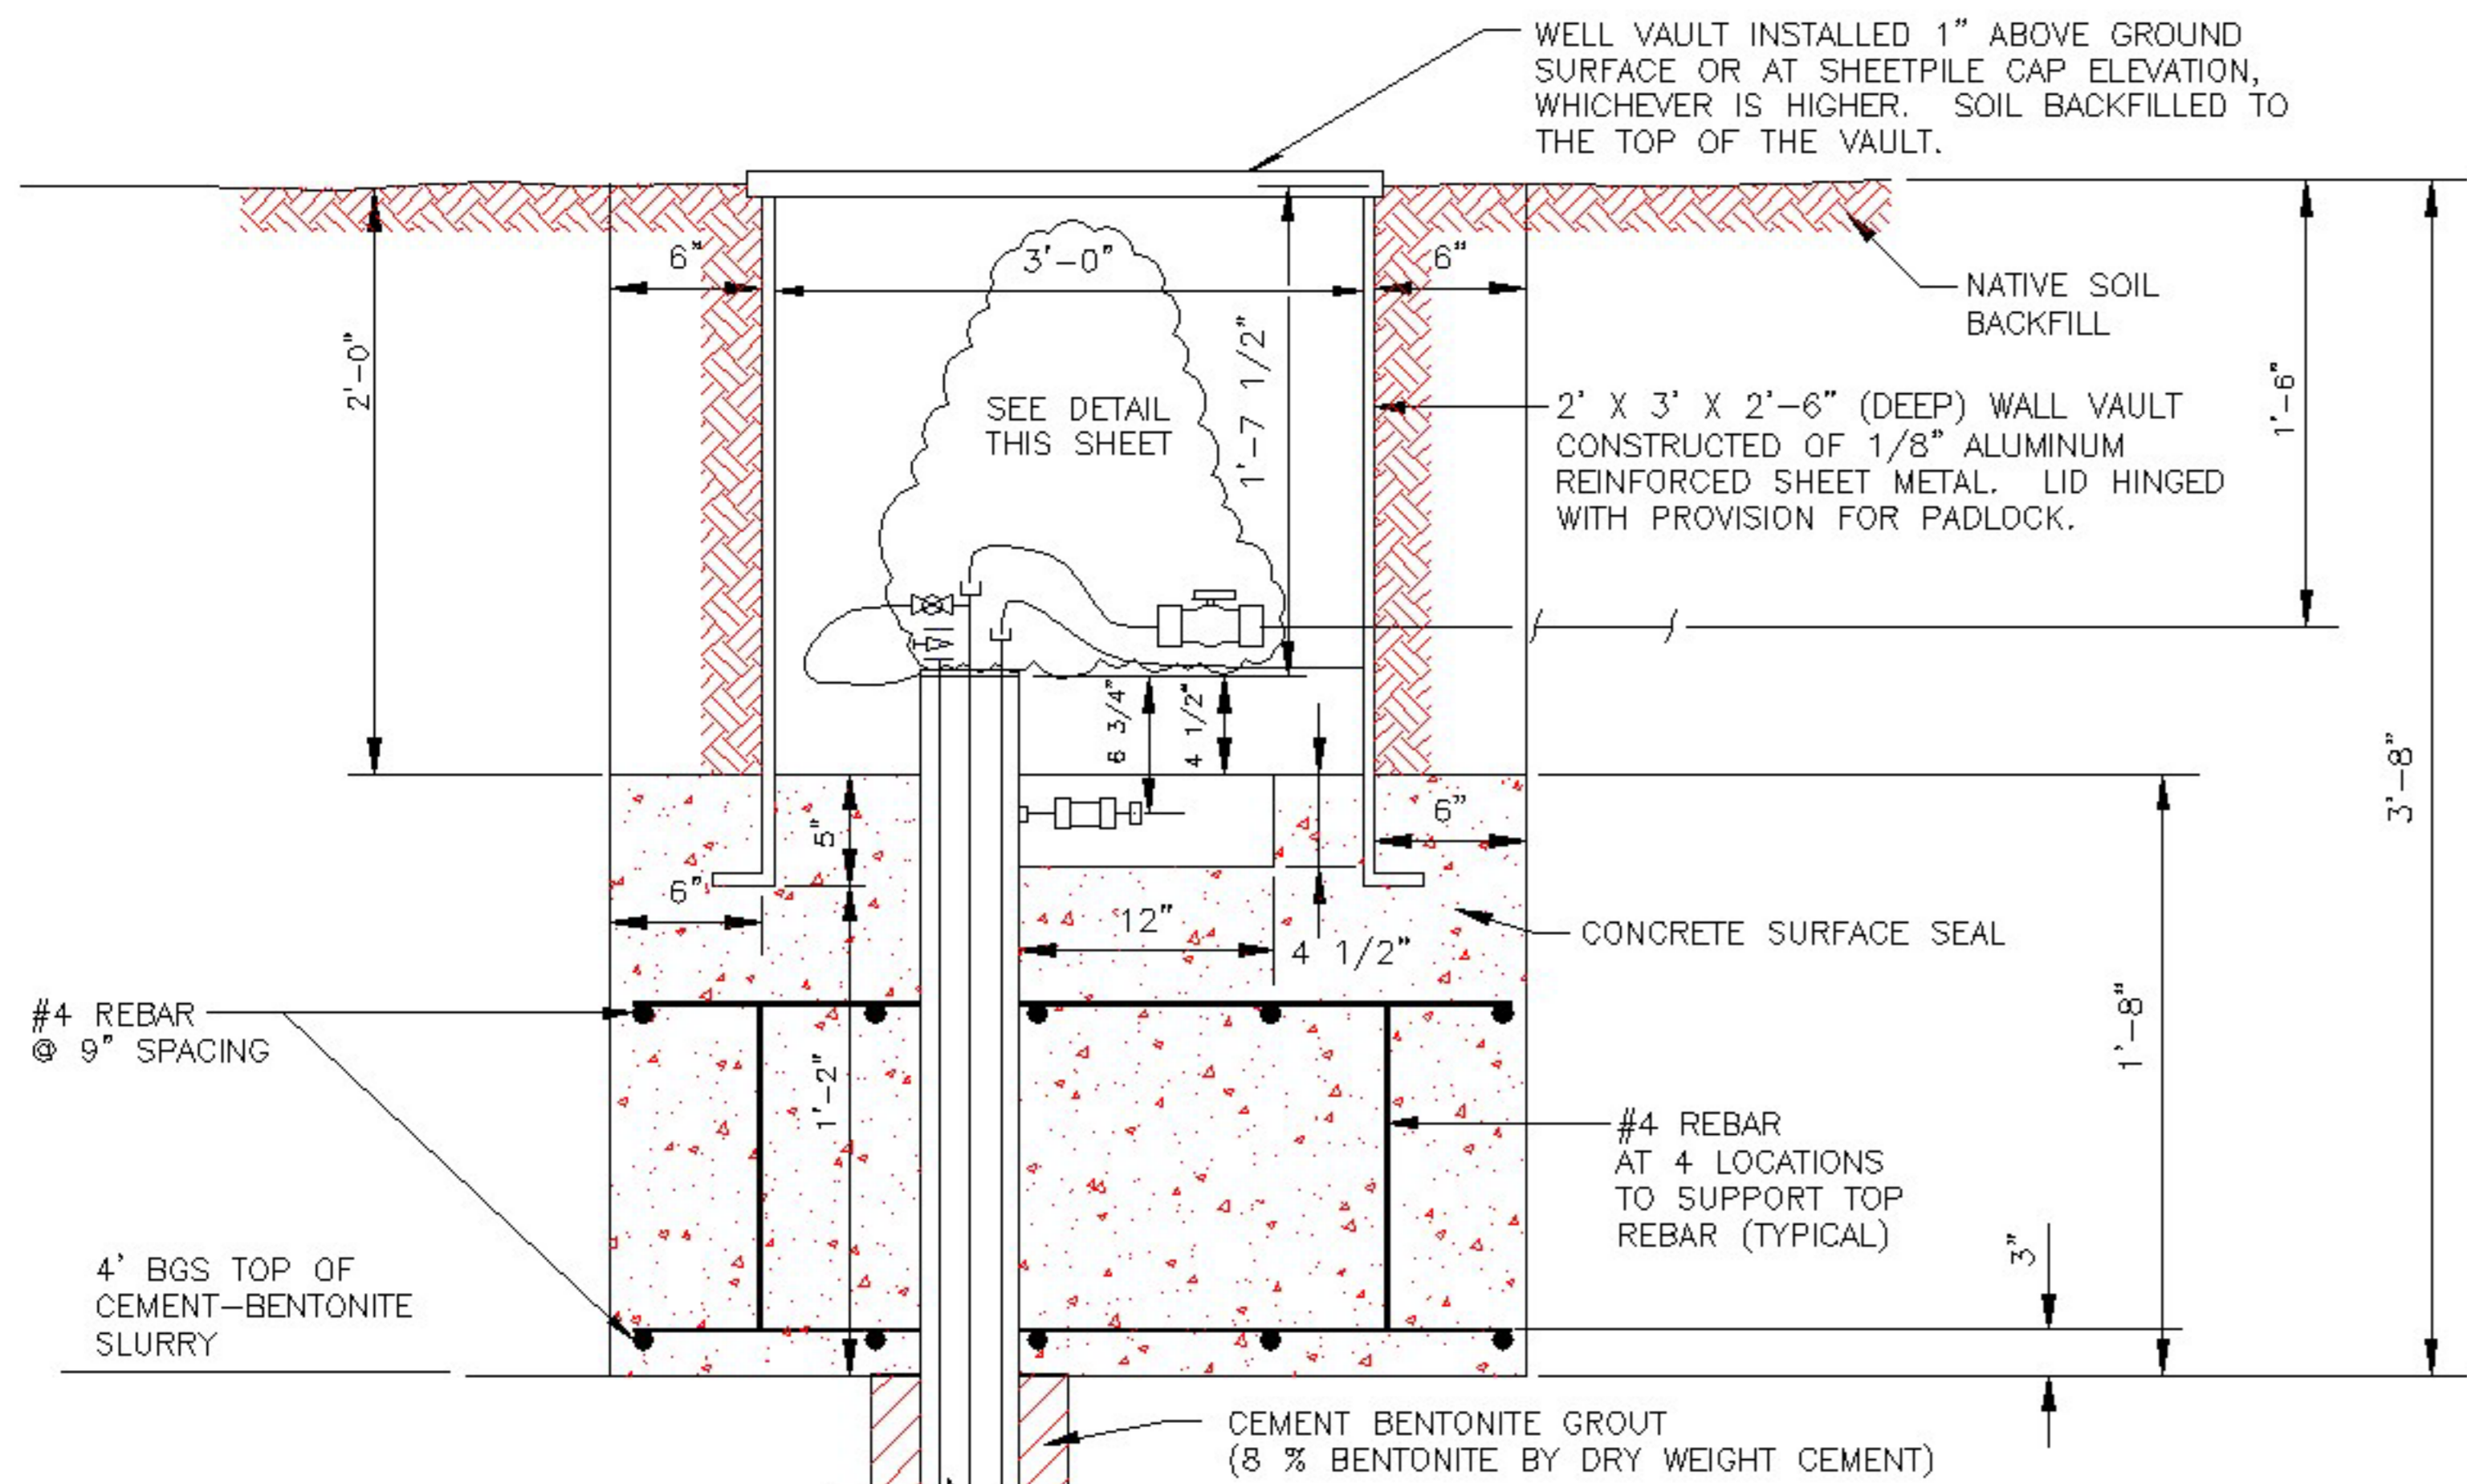 WELL VAULT INSTALLED 1" ABOVE GROUND
SURFACE OR AT SHEETPILE CAP ELEVATION,
WHICHEVER IS HIGHER. SOIL BACKFILLED TO
THE TOP OF THE VAULT.
6"
3'-0"
6"
NATIVE SOIL
BACKFILL
2'-0"
1'-7 1/2"
1'-6"
SEE DETAIL
THIS SHEET
2' X 3' X 2'-6" (DEEP) WALL VAULT
CONSTRUCTED OF 1/8" ALUMINUM
REINFORCED SHEET METAL. LID HINGED
WITH PROVISION FOR PADLOCK.
6 3/4"
4 1/2"
3'-8"
5"
6"
6"
12"
4 1/2"
CONCRETE SURFACE SEAL
#4 REBAR
@ 9" SPACING
1'-2"
1'-8"
#4 REBAR
AT 4 LOCATIONS
TO SUPPORT TOP
REBAR (TYPICAL)
3"
4' BGS TOP OF
CEMENT-BENTONITE
SLURRY
CEMENT BENTONITE GROUT
(8 % BENTONITE BY DRY WEIGHT CEMENT)